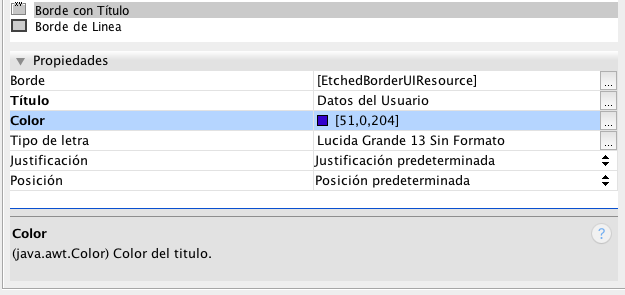 Borde con Título
Borde de Linea
Propiedades
Borde [EtchedBorderUIResource] ...
Título Datos del Usuario ...
Color [51,0,204] ...
Tipo de letra Lucida Grande 13 Sin Formato ...
Justificación Justificación predeterminada
Posición Posición predeterminada
Color ?
(java.awt.Color) Color del titulo.